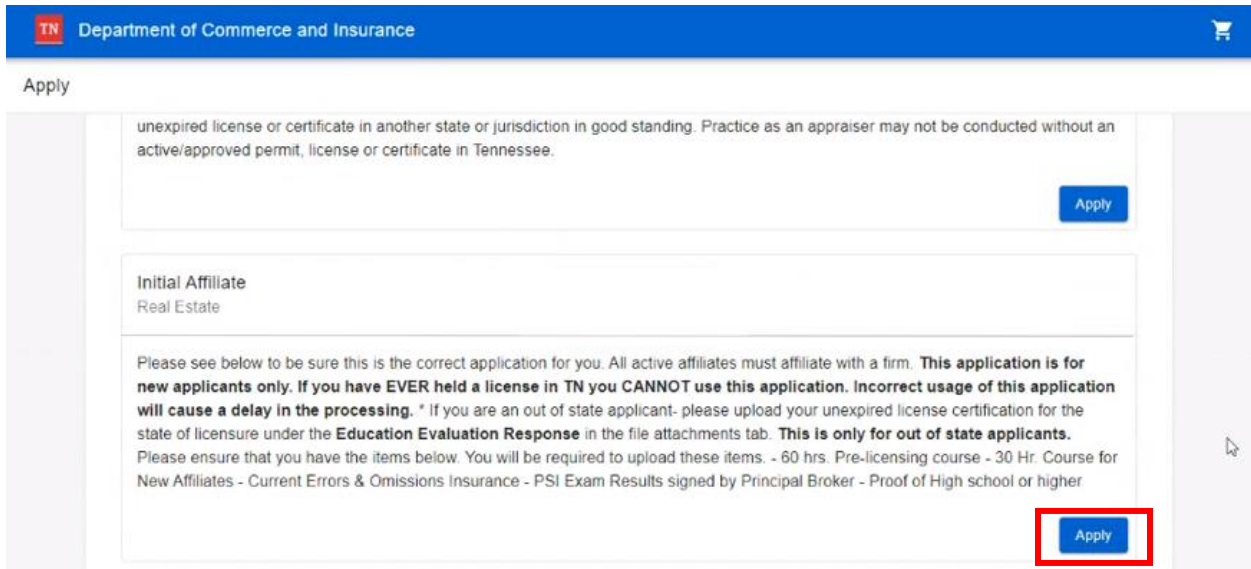 TN Department of Commerce and Insurance
Apply
unexpired license or certificate in another state or jurisdiction in good standing. Practice as an appraiser may not be conducted without an
active/approved permit, license or certificate in Tennessee.
Apply
Initial Affiliate
Real Estate
Please see below to be sure this is the correct application for you. All active affiliates must affiliate with a firm. This application is for
new applicants only. If you have EVER held a license in TN you CANNOT use this application. Incorrect usage of this application
will cause a delay in the processing. * If you are an out of state applicant- please upload your unexpired license certification for the
state of licensure under the Education Evaluation Response in the file attachments tab. This is only for out of state applicants.
Please ensure that you have the items below. You will be required to upload these items. - 60 hrs. Pre-licensing course - 30 Hr. Course for
New Affiliates - Current Errors & Omissions Insurance - PSI Exam Results signed by Principal Broker - Proof of High school or higher
Apply